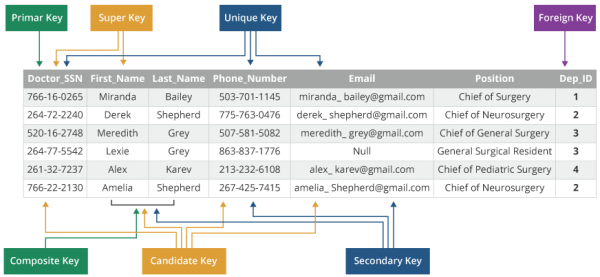 Primary Key Super Key Unique Key Foreign Key
Doctor_SSN First_Name Last_Name Phone_Number Email Position Dep_ID
766-16-0265 Miranda Bailey 503-701-1145 miranda_ bailey@gmail.com Chief of Surgery 1
264-72-2240 Derek Shepherd 775-763-0476 derek_ shepherd@gmail.com Chief of Neurosurgery 2
520-16-2748 Meredith Grey 507-581-5082 meredith_ grey@gmail.com Chief of General Surgery 3
264-77-5542 Lexie Grey 863-837-1776 Null General Surgical Resident 3
261-32-7237 Alex Karev 213-232-6108 alex_ karev@gmail.com Chief of Pediatric Surgery 4
766-22-2130 Amelia Shepherd 267-425-7415 amelia_ Shepherd@gmail.com Chief of Neurosurgery 2
Composite Key Candidate Key Secondary Key